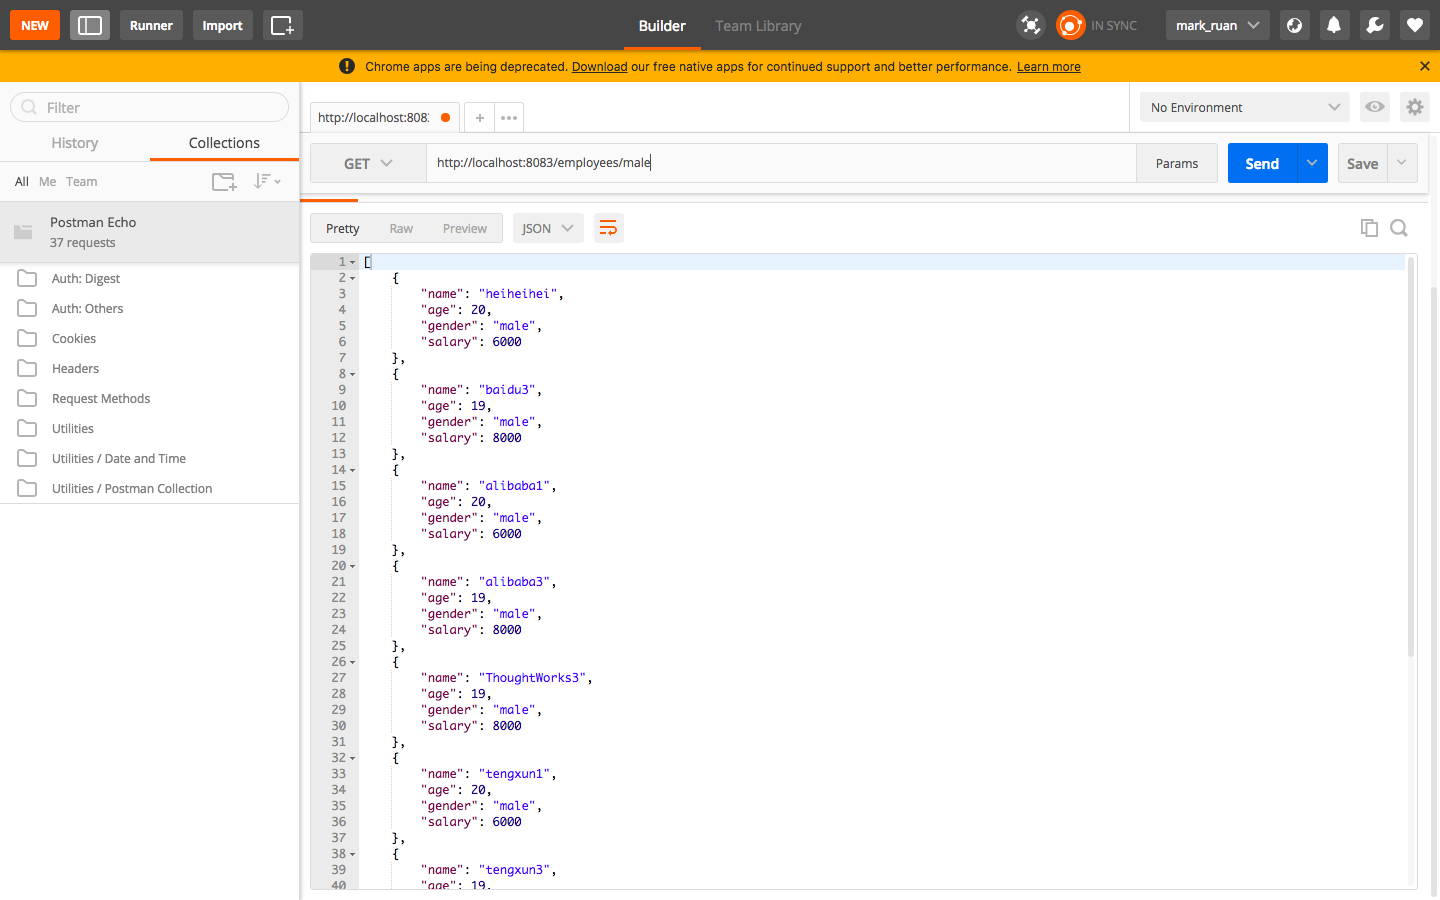 NEW
Runner
Import
Builder
Team Library
IN SYNC
mark_ruan
Chrome apps are being deprecated. Download our free native apps for continued support and better performance. Learn more
Filter
History
Collections
All Me Team
Postman Echo
37 requests
Auth: Digest
Auth: Others
Cookies
Headers
Request Methods
Utilities
Utilities / Date and Time
Utilities / Postman Collection
http://localhost:808
No Environment
GET
http://localhost:8083/employees/male
Params
Send
Save
Pretty
Raw
Preview
JSON
1 [
2 {
3 "name": "heiheihei",
4 "age": 20,
5 "gender": "male",
6 "salary": 6000
7 },
8 {
9 "name": "baidu3",
10 "age": 19,
11 "gender": "male",
12 "salary": 8000
13 },
14 {
15 "name": "alibaba1",
16 "age": 20,
17 "gender": "male",
18 "salary": 6000
19 },
20 {
21 "name": "alibaba3",
22 "age": 19,
23 "gender": "male",
24 "salary": 8000
25 },
26 {
27 "name": "ThoughtWorks3",
28 "age": 19,
29 "gender": "male",
30 "salary": 8000
31 },
32 {
33 "name": "tengxun1",
34 "age": 20,
35 "gender": "male",
36 "salary": 6000
37 },
38 {
39 "name": "tengxun3",
40 "age": 19,